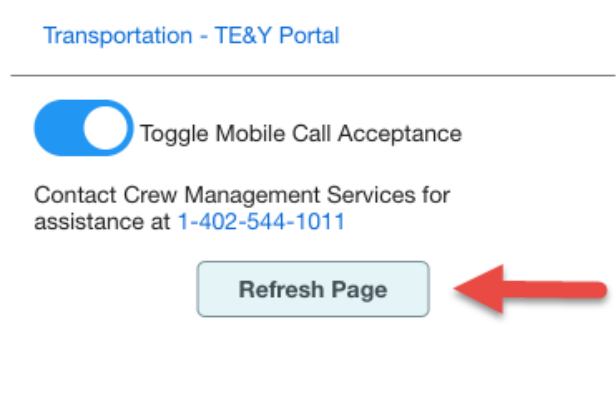 Transportation - TE&Y Portal
Toggle Mobile Call Acceptance
Contact Crew Management Services for
assistance at 1-402-544-1011
Refresh Page